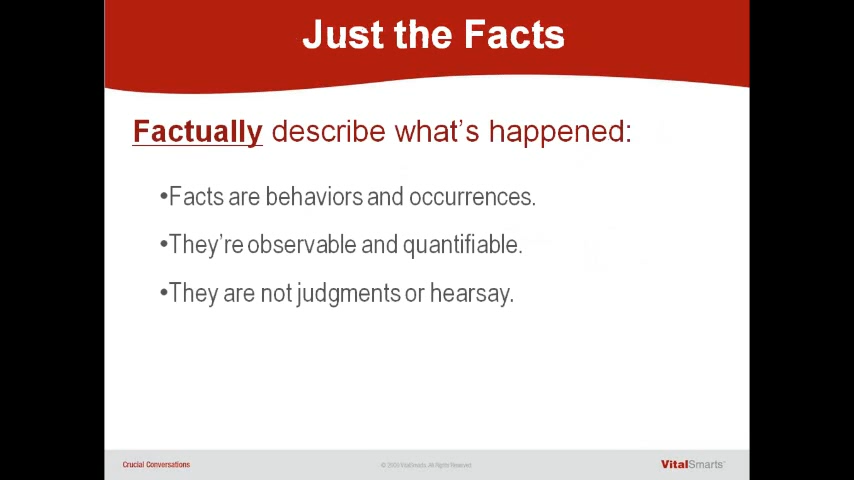 Just the Facts
Factually describe what's happened:
•Facts are behaviors and occurrences.
•They're observable and quantifiable.
•They are not judgments or hearsay.
Crucial Conversations
© 2009 VitalSmarts. All Rights Reserved.
VitalSmarts